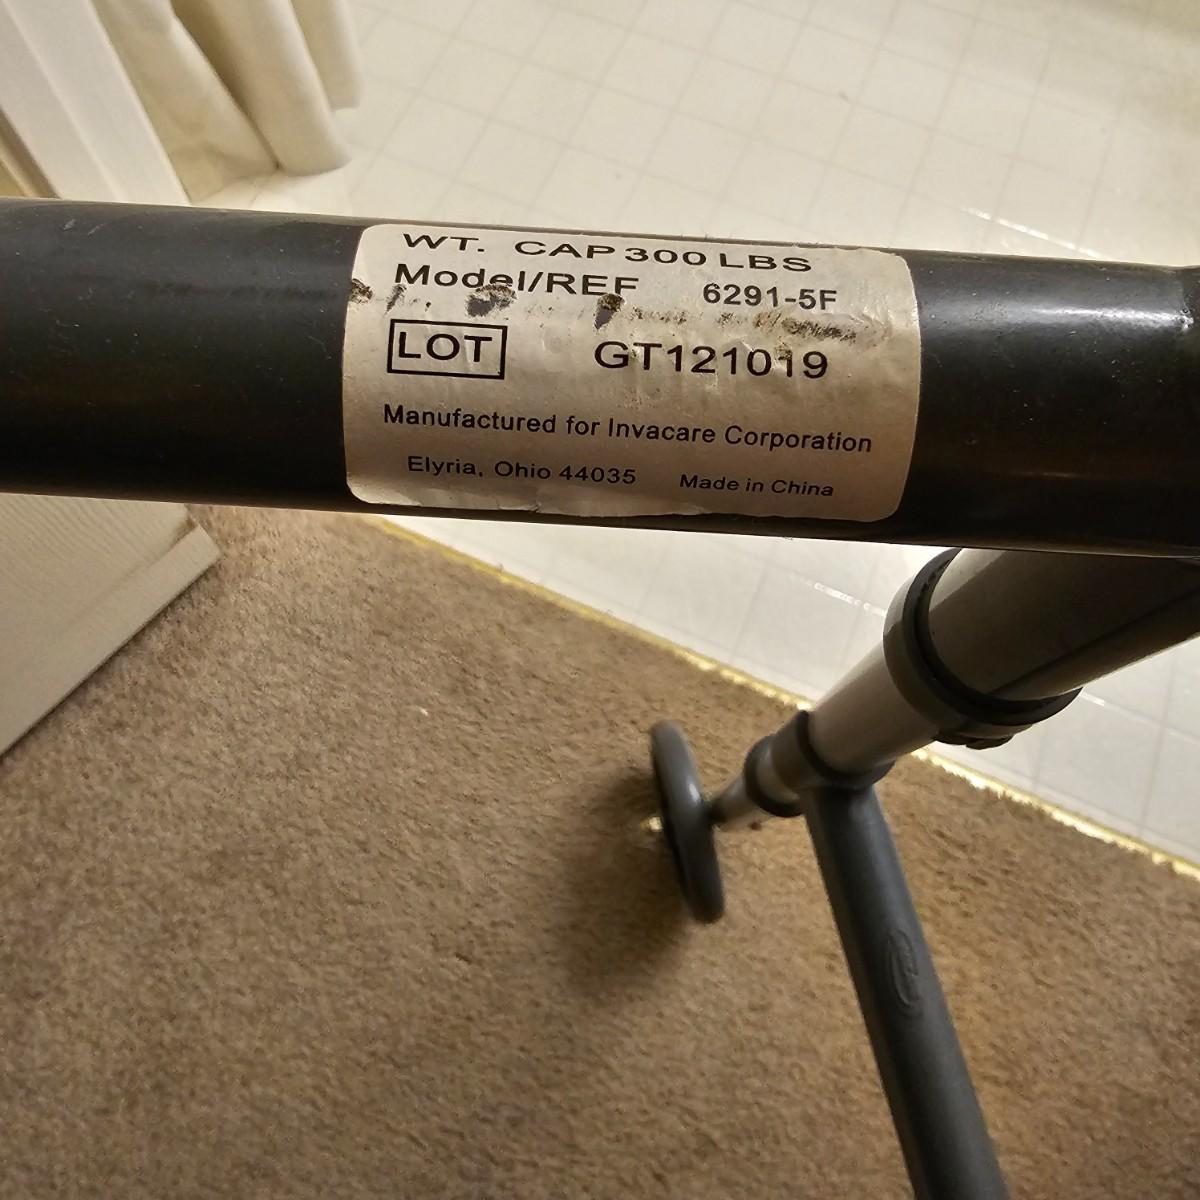 WT. CAP 300 LBS
Model/REF 6291-5F
LOT GT121019
Manufactured for Invacare Corporation
Elyria, Ohio 44035 Made in China